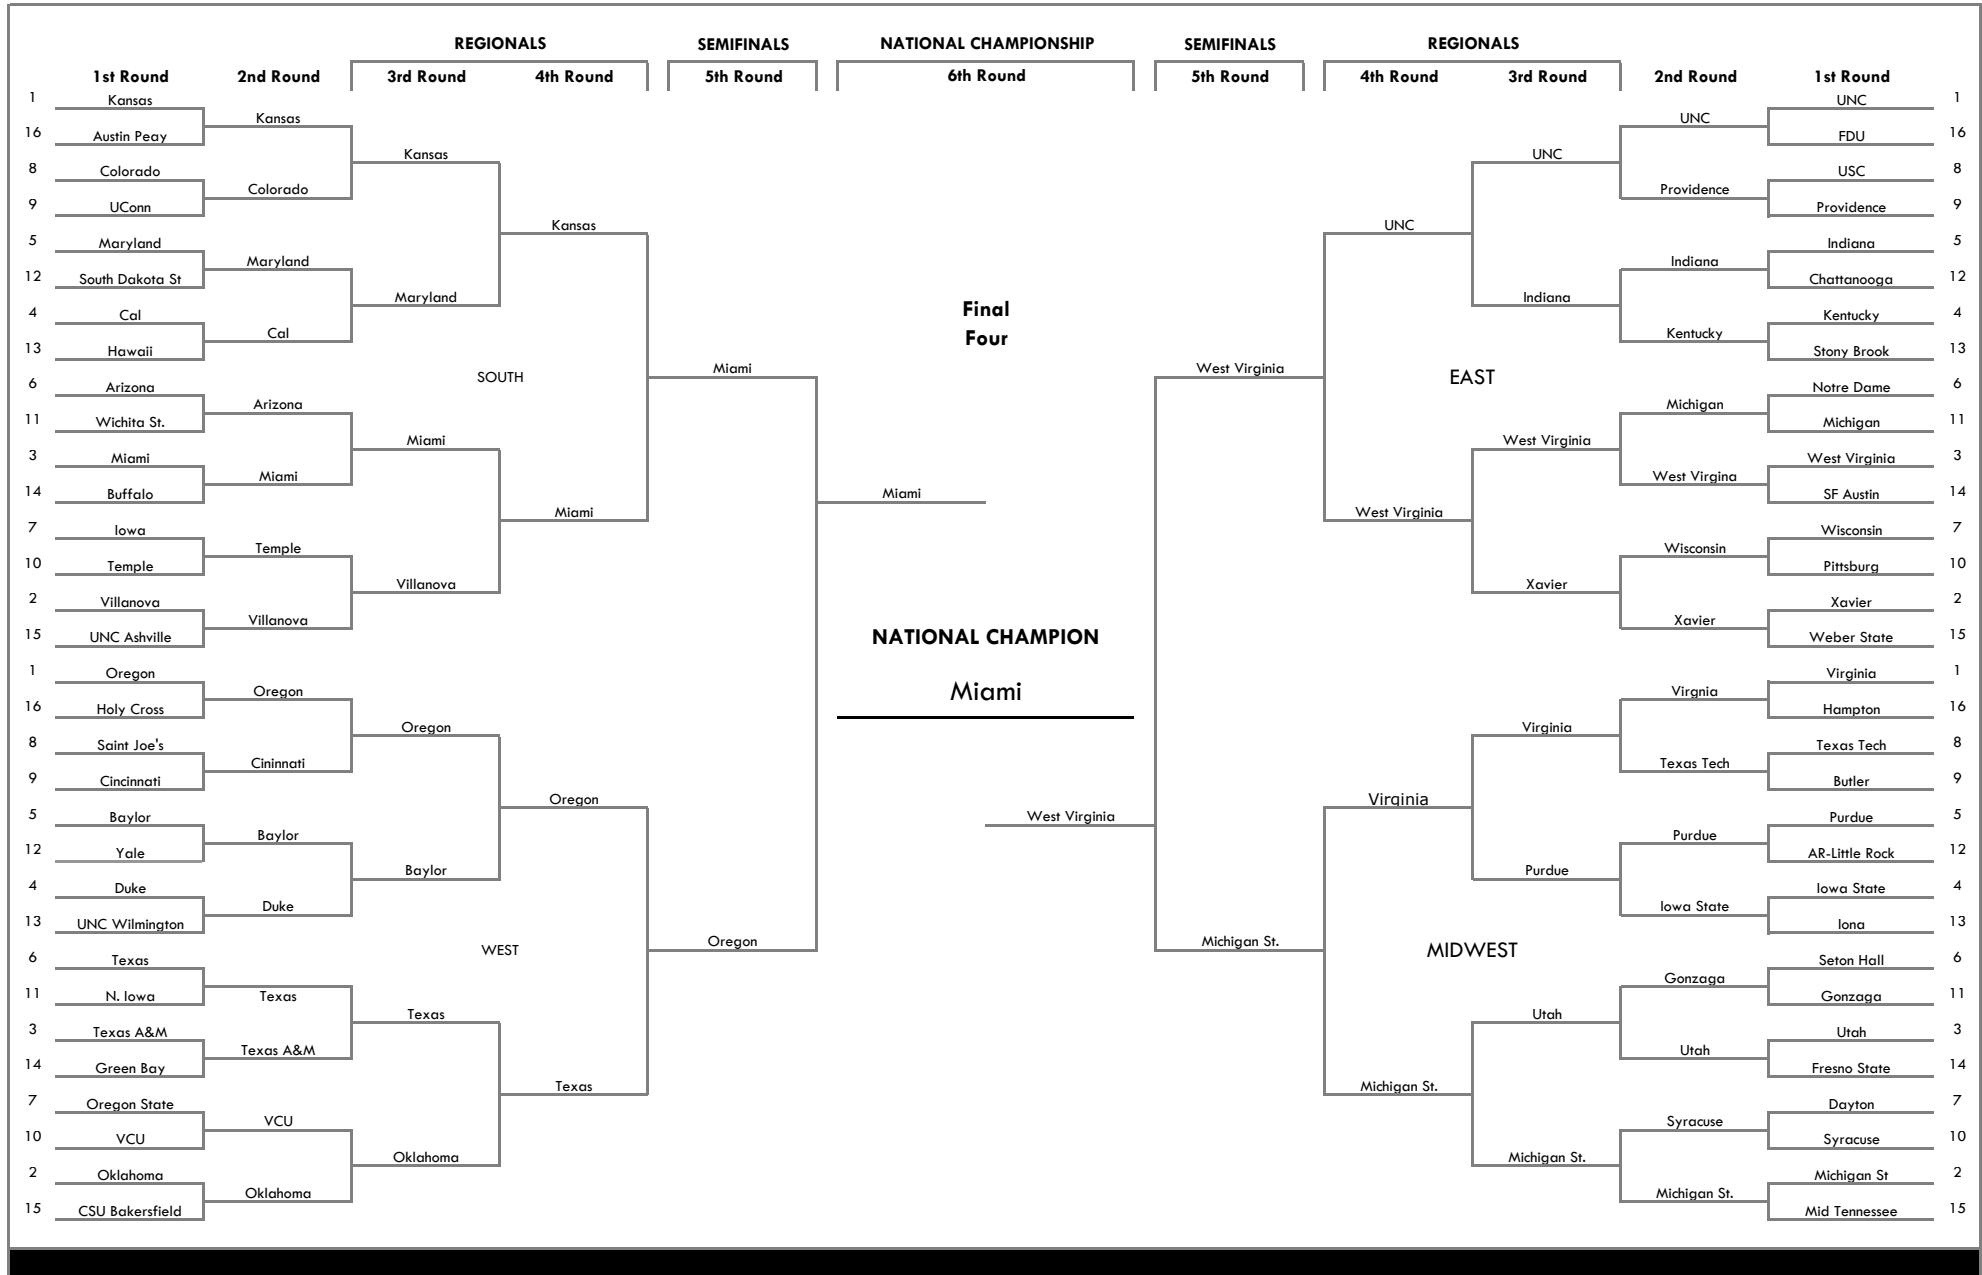 REGIONALS SEMIFINALS NATIONAL CHAMPIONSHIP SEMIFINALS REGIONALS
1st Round 2nd Round 3rd Round 4th Round 5th Round 6th Round 5th Round 4th Round 3rd Round 2nd Round 1st Round
1 Kansas
16 Austin Peay
8 Colorado
9 UConn
5 Maryland
12 South Dakota St
4 Cal
13 Hawaii
6 Arizona
11 Wichita St.
3 Miami
14 Buffalo
7 Iowa
10 Temple
2 Villanova
15 UNC Ashville
1 Oregon
16 Holy Cross
8 Saint Joe's
9 Cincinnati
5 Baylor
12 Yale
4 Duke
13 UNC Wilmington
6 Texas
11 N. Iowa
3 Texas A&M
14 Green Bay
7 Oregon State
10 VCU
2 Oklahoma
15 CSU Bakersfield
Kansas
Colorado
Maryland
Cal
Arizona
Miami
Temple
Villanova
Oregon
Cininnati
Baylor
Duke
Texas
Texas A&M
VCU
Oklahoma
Kansas
Maryland
Miami
Villanova
Oregon
Baylor
Texas
Oklahoma
SOUTH
WEST
Kansas
Miami
Oregon
Texas
Miami
Oregon
Miami
Final
Four
NATIONAL CHAMPION
Miami
West Virginia
West Virginia
Michigan St.
UNC
West Virginia
Virginia
Michigan St.
EAST
MIDWEST
UNC
Indiana
West Virginia
Xavier
Virginia
Purdue
Utah
Michigan St.
UNC
Providence
Indiana
Kentucky
Michigan
West Virgina
Wisconsin
Xavier
Virgnia
Texas Tech
Purdue
Iowa State
Gonzaga
Utah
Syracuse
Michigan St.
UNC 1
FDU 16
USC 8
Providence 9
Indiana 5
Chattanooga 12
Kentucky 4
Stony Brook 13
Notre Dame 6
Michigan 11
West Virginia 3
SF Austin 14
Wisconsin 7
Pittsburg 10
Xavier 2
Weber State 15
Virginia 1
Hampton 16
Texas Tech 8
Butler 9
Purdue 5
AR-Little Rock 12
Iowa State 4
Iona 13
Seton Hall 6
Gonzaga 11
Utah 3
Fresno State 14
Dayton 7
Syracuse 10
Michigan St 2
Mid Tennessee 15